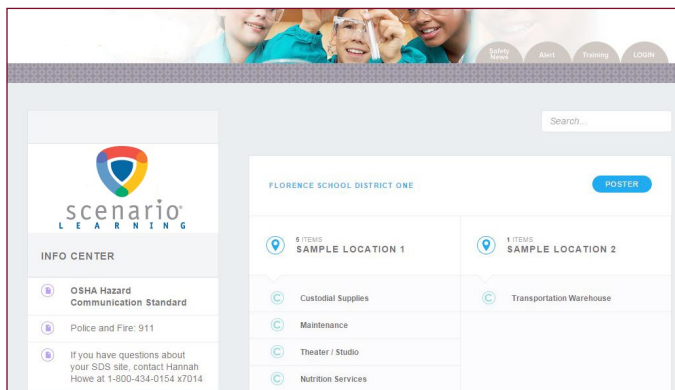 Safety
News
Alert
Training
LOGIN
Search...
scenario
LEARNING
INFO CENTER
OSHA Hazard
Communication Standard
Police and Fire: 911
If you have questions about
your SDS site, contact Hannah
Howe at 1-800-434-0154 x7014
FLORENCE SCHOOL DISTRICT ONE
POSTER
5 ITEMS
SAMPLE LOCATION 1
C Custodial Supplies
C Maintenance
C Theater / Studio
C Nutrition Services
1 ITEMS
SAMPLE LOCATION 2
C Transportation Warehouse